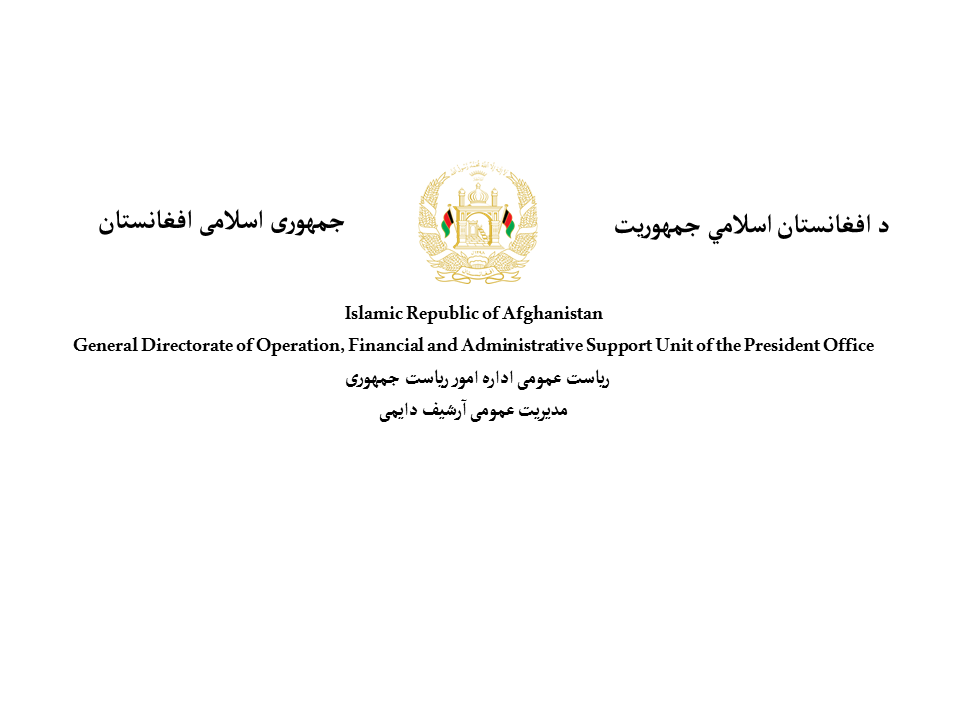 د افغانستان اسلامي جمهوریت
جمهوری اسلامی افغانستان
Islamic Republic of Afghanistan
General Directorate of Operation, Financial and Administrative Support Unit of the President Office
ریاست عمومی اداره امور ریاست جمهوری
مدیریت عمومی آرشیف دایمی